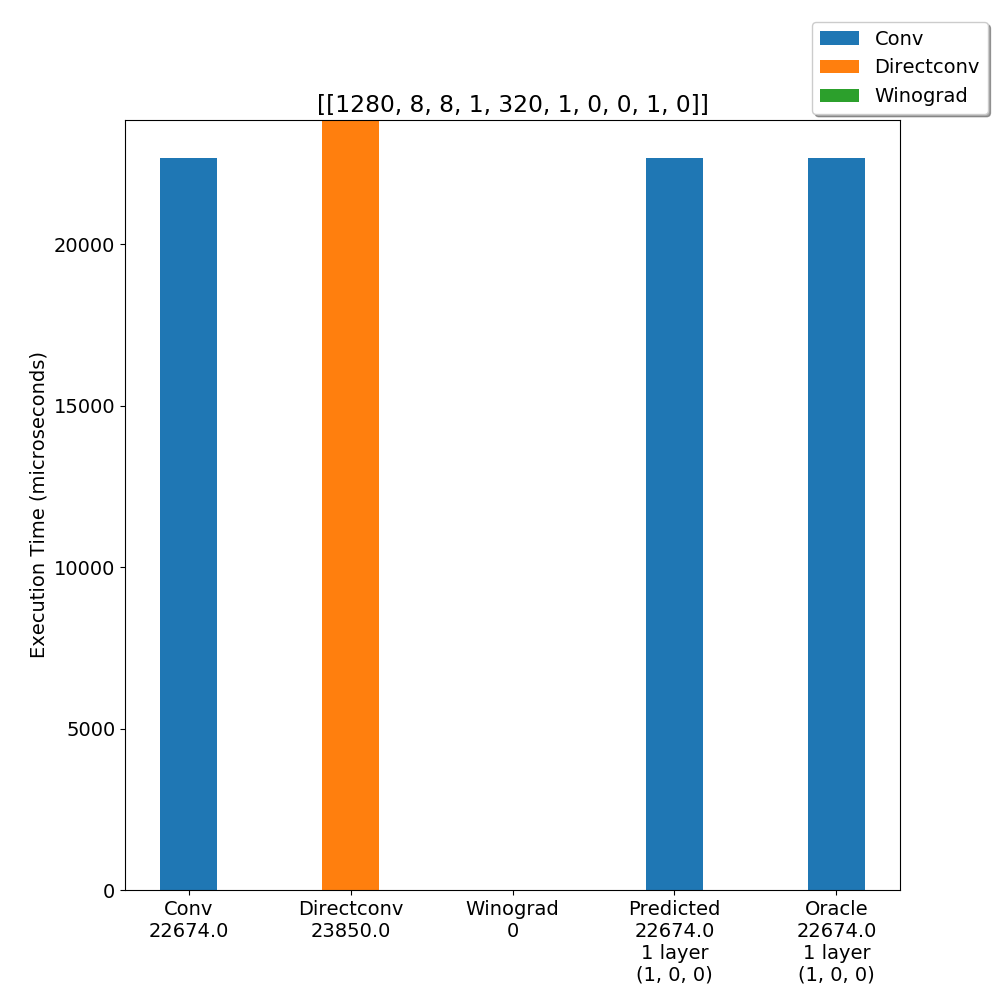 Conv
Directconv
Winograd
[[1280, 8, 8, 1, 320, 1, 0, 0, 1, 0]]
Execution Time (microseconds)
20000
15000
10000
5000
0
Conv
22674.0
Directconv
23850.0
Winograd
0
Predicted
22674.0
1 layer
(1, 0, 0)
Oracle
22674.0
1 layer
(1, 0, 0)